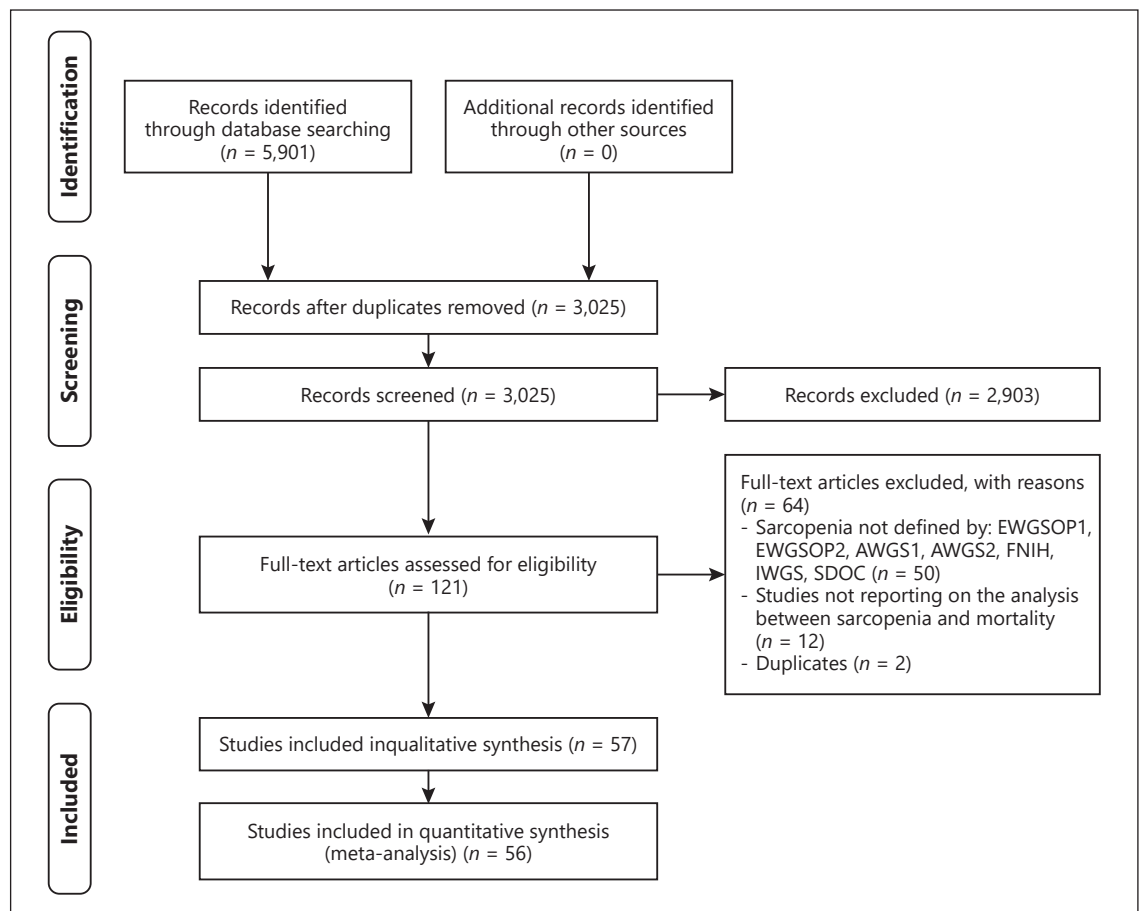 Identification
Records identified
through database searching
(n = 5,901)
Additional records identified
through other sources
(n = 0)
Screening
Records after duplicates removed (n = 3,025)
Records screened (n = 3,025)
Records excluded (n = 2,903)
Eligibility
Full-text articles assessed for eligibility
(n = 121)
Full-text articles excluded, with reasons
(n = 64)
- Sarcopenia not defined by: EWGSOP1,
EWGSOP2, AWGS1, AWGS2, FNIH,
IWGS, SDOC (n = 50)
- Studies not reporting on the analysis
between sarcopenia and mortality
(n = 12)
- Duplicates (n = 2)
Included
Studies included inqualitative synthesis (n = 57)
Studies included in quantitative synthesis
(meta-analysis) (n = 56)